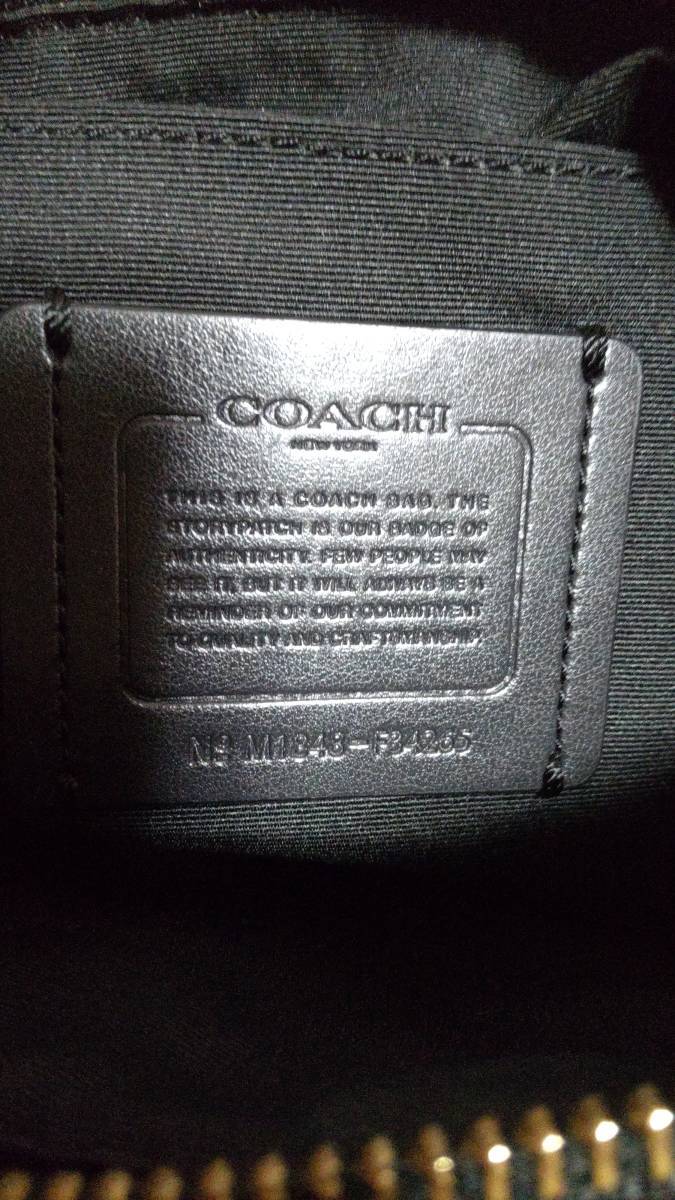 COACH
NEW YORK
THIS IS A COACH BAG. THE
STORYPATCH IS OUR BADGE OF
AUTHENTICITY. FEW PEOPLE MAY
SEE IT, BUT IT WILL ALWAYS BE A
REMINDER OF OUR COMMITMENT
TO QUALITY AND CRAFTSMANSHIP.
Nº M1848-F34265